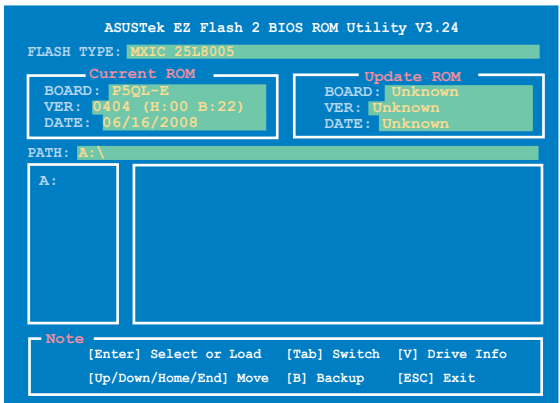 ASUSTek EZ Flash 2 BIOS ROM Utility V3.24
FLASH TYPE: MXIC 25L8005
Current ROM
BOARD: P5QL-E
VER: 0404 (H:00 B:22)
DATE: 06/16/2008
Update ROM
BOARD: Unknown
VER: Unknown
DATE: Unknown
PATH: A:\
A:
Note
[Enter] Select or Load [Tab] Switch [V] Drive Info
[Up/Down/Home/End] Move [B] Backup [ESC] Exit